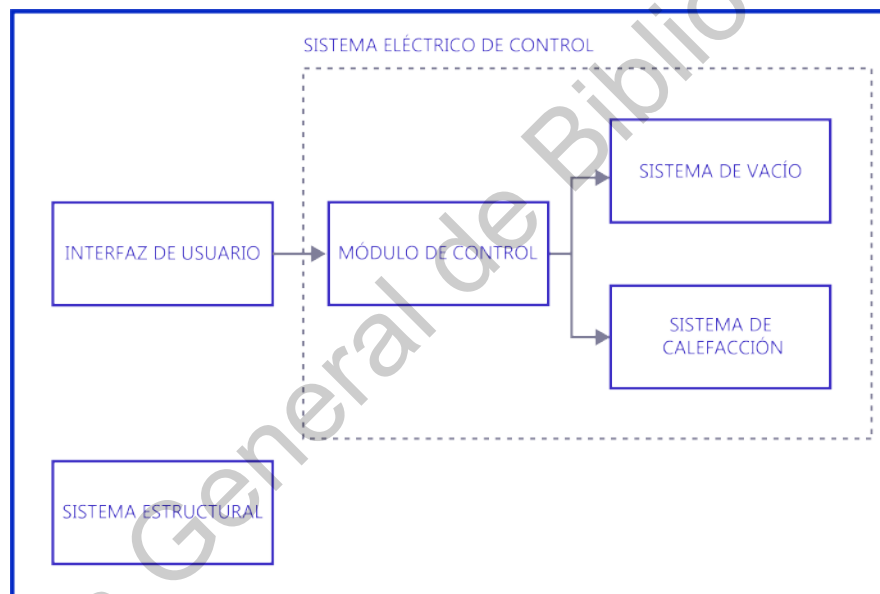 SISTEMA ELÉCTRICO DE CONTROL
SISTEMA DE VACÍO
INTERFAZ DE USUARIO
MÓDULO DE CONTROL
SISTEMA DE
CALEFACCIÓN
SISTEMA ESTRUCTURAL
General de Biblio